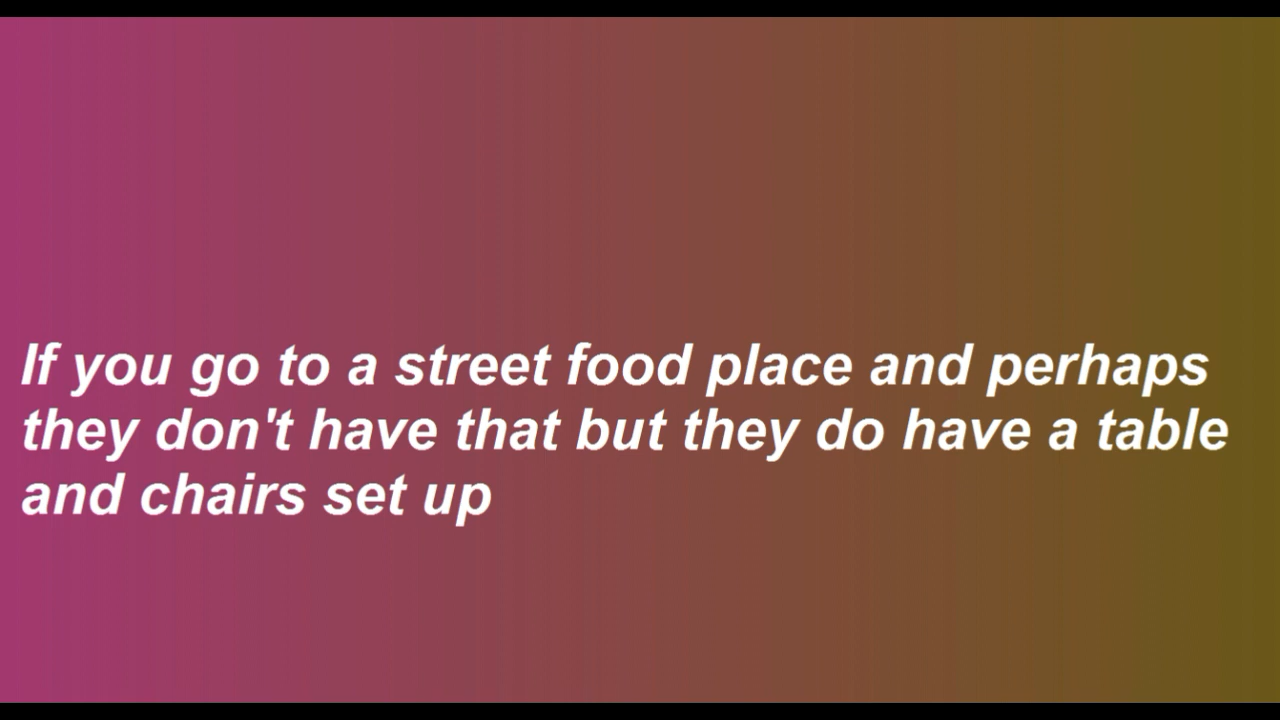 If you go to a street food place and perhaps
they don't have that but they do have a table
and chairs set up